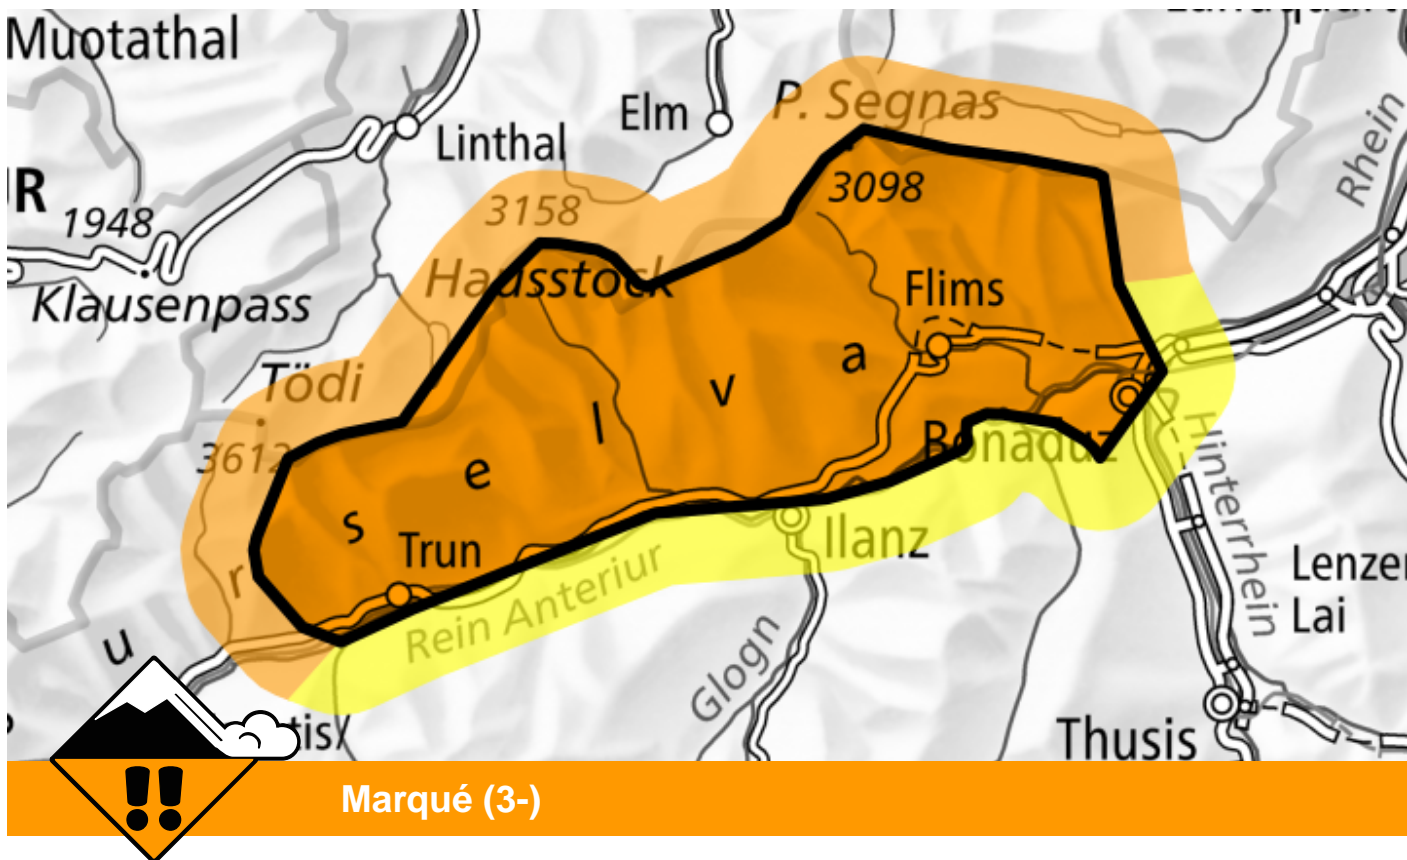 Muotathal
Elm
P. Segnas
Linthal
Rhein
R
1948
3158
3098
Klausenpass
Hausstock
Flims
Tödi
a
v
l
3612
e
Bonaduz
Hinterrhein
s
Trun
Ilanz
r
Rein Anteriur
Lenzer
Lai
u
Glogn
tis/
Thusis
!!
Marqué (3-)